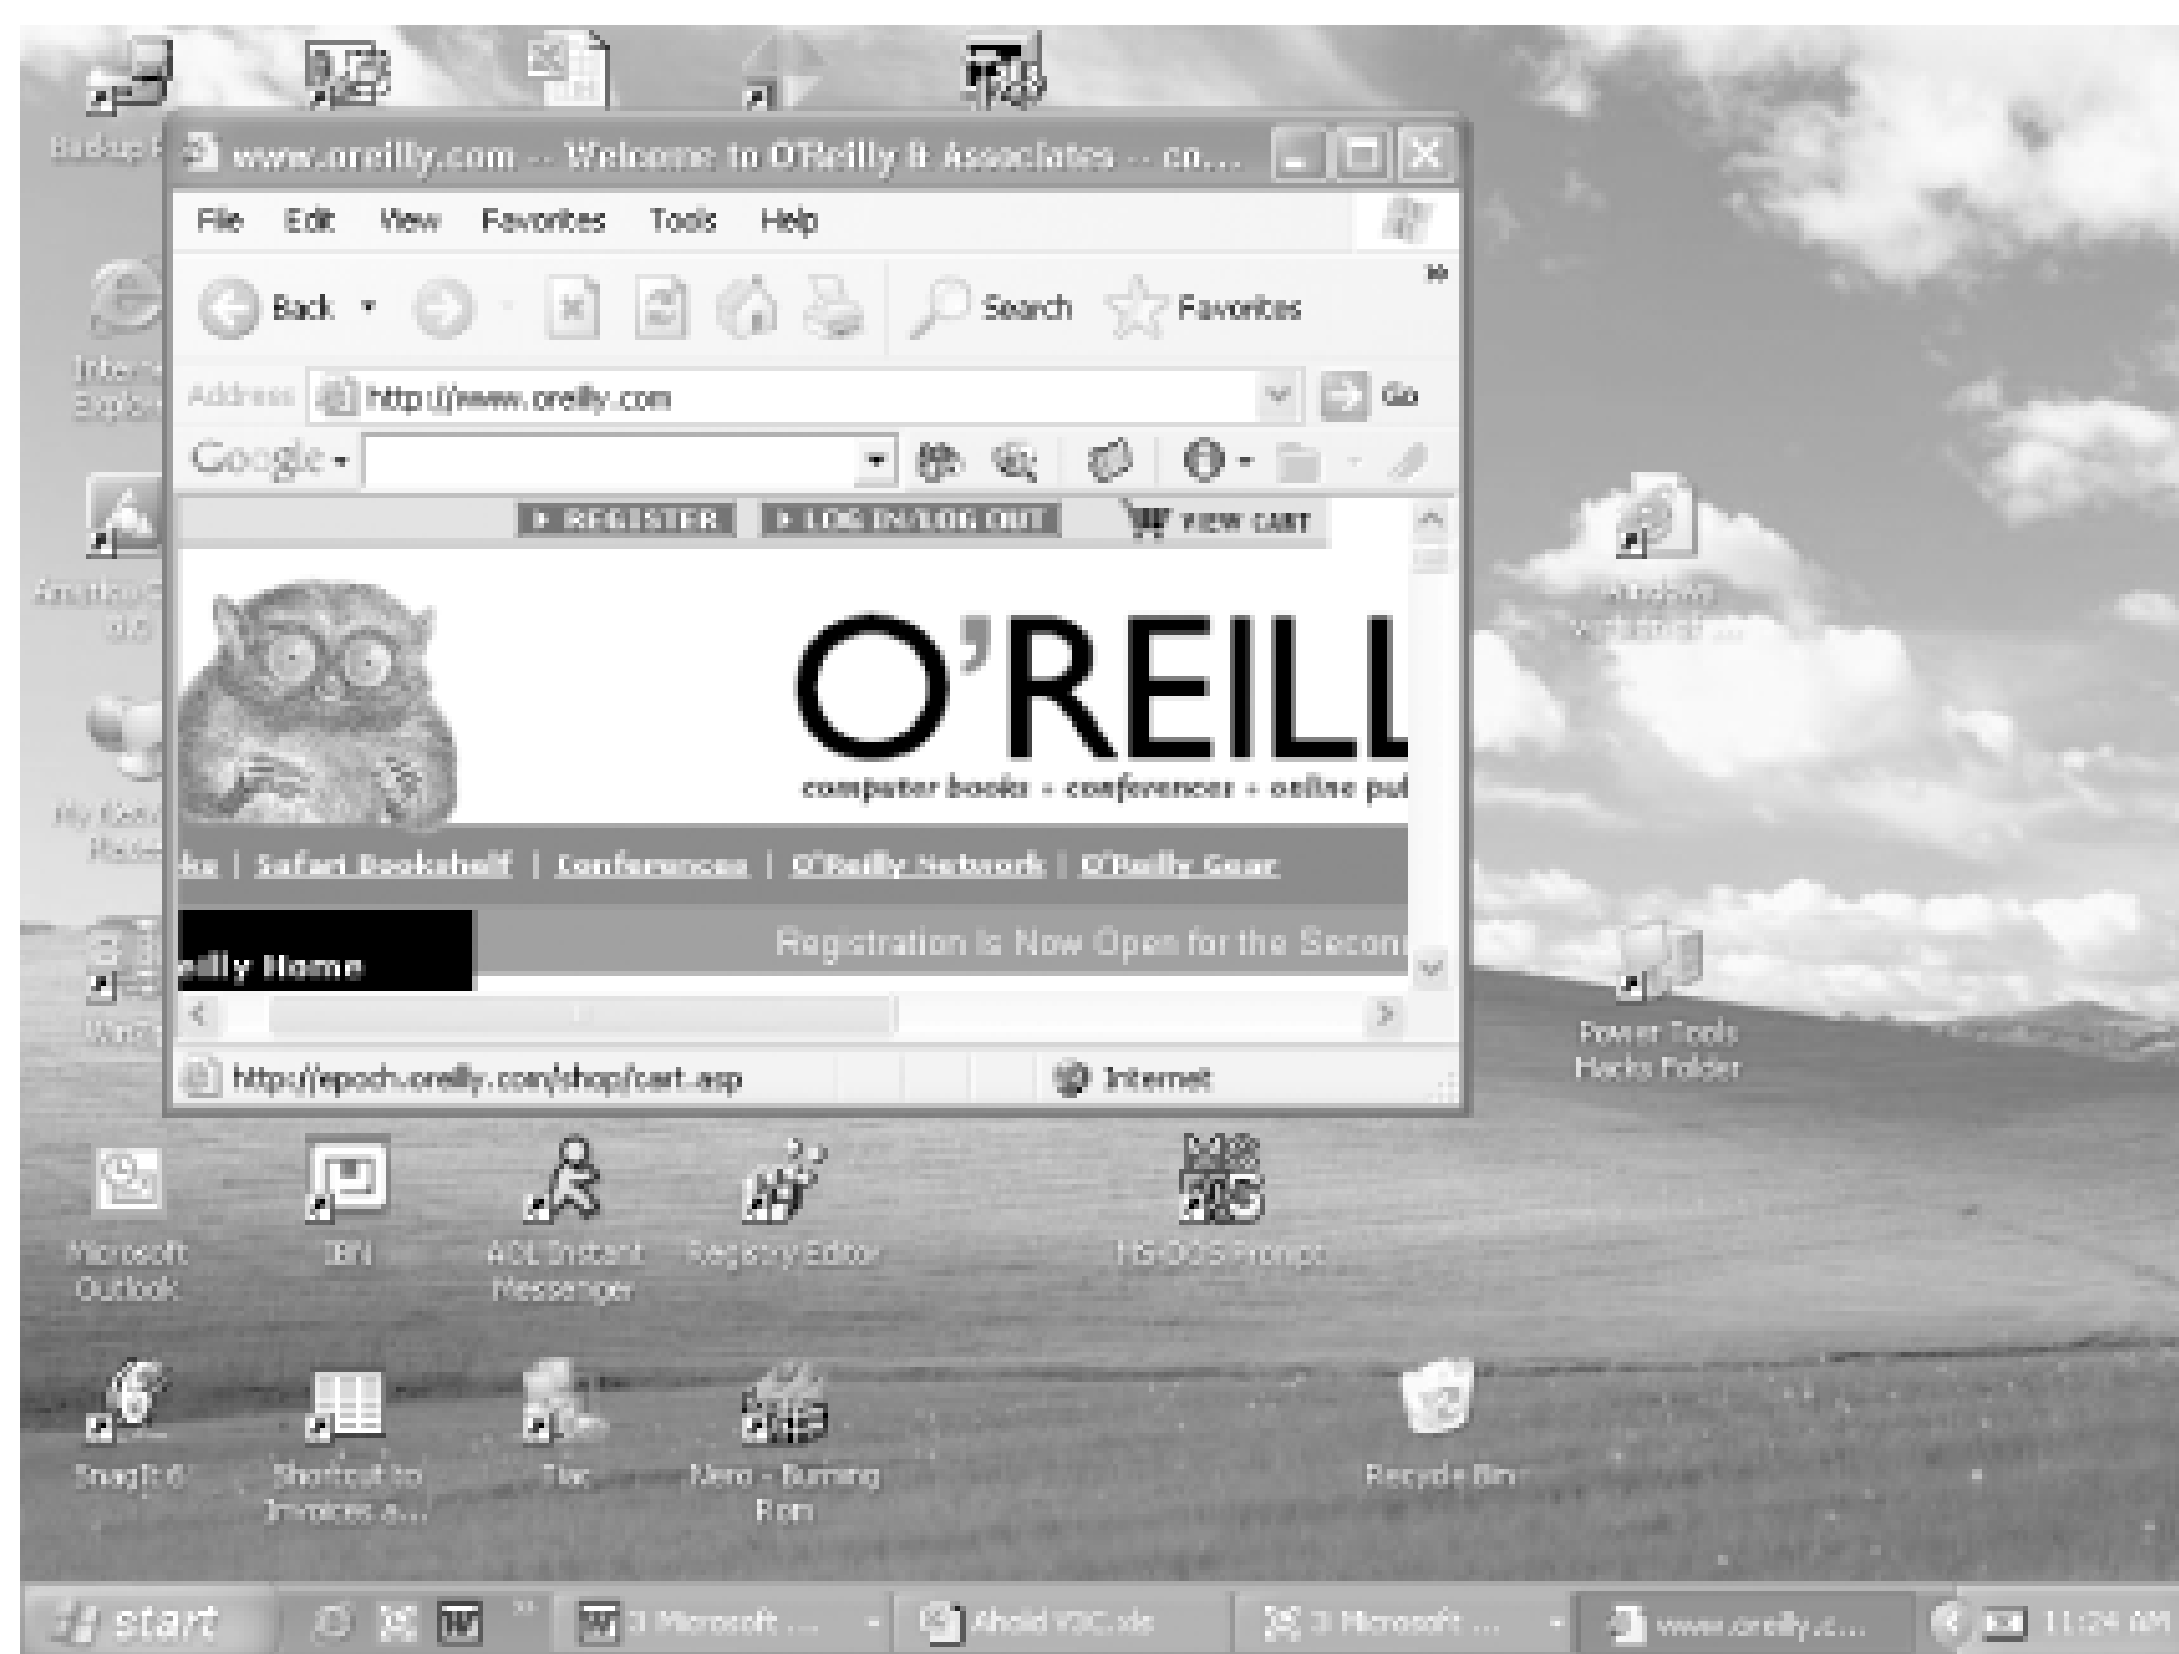 Backup
www.oreilly.com -- Welcome to O'Reilly & Associates -- co...
File Edit View Favorites Tools Help
Back Search Favorites
Address http://www.oreilly.com Go
Google
REGISTER LOG IN/LOG OUT VIEW CART
O'REILL
computer books - conferences - online pu
Safari Bookshelf | Conferences | O'Reilly Network | O'Reilly Gear
Registration Is Now Open for the Secon
eilly Home
http://epoch.oreilly.com/shop/cart.asp Internet
Power Tools
Hacks Folder
Microsoft
Outlook
IBN
AOL Instant
Messenger
Registry Editor
MS-DOS Prompt
SnagIt 6
Shortcut to
Invoices a...
Nero - Burning
Rom
Recycle Bin
start 3 Microsoft ... 3 Microsoft ... www.oreilly.c... 11:24 AM